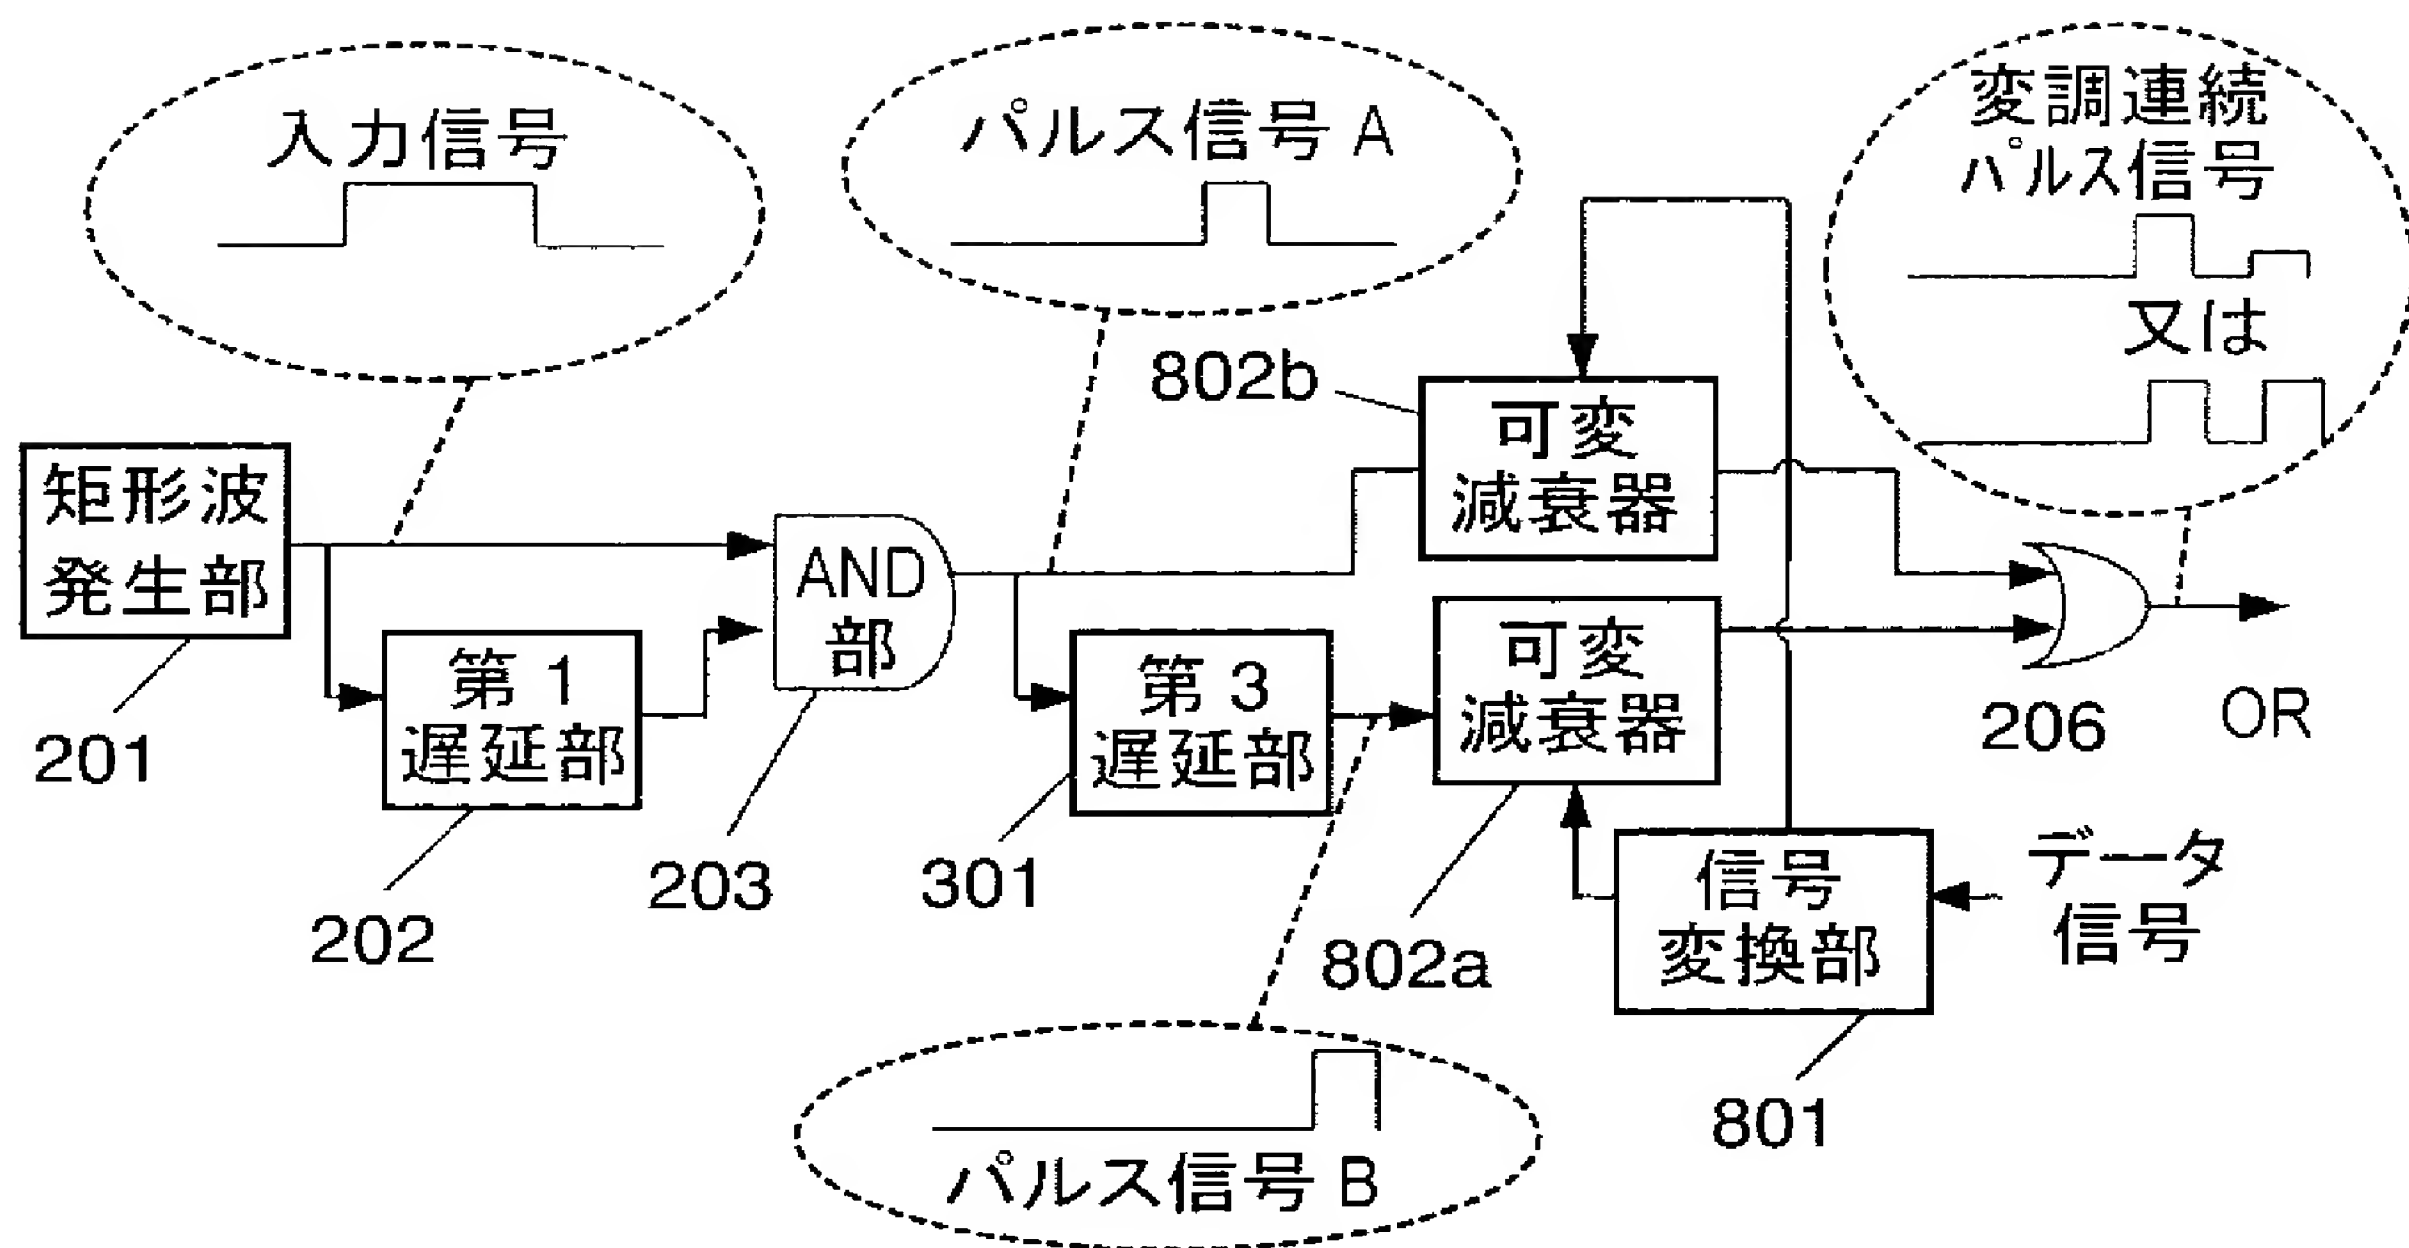 入力信号
パルス信号 A
変調連続
パルス信号
又は
802b
可変
減衰器
矩形波
発生部
AND
部
201
第 1
遅延部
202
203
第 3
遅延部
301
可変
減衰器
802a
206
OR
信号
変換部
データ
信号
801
パルス信号 B